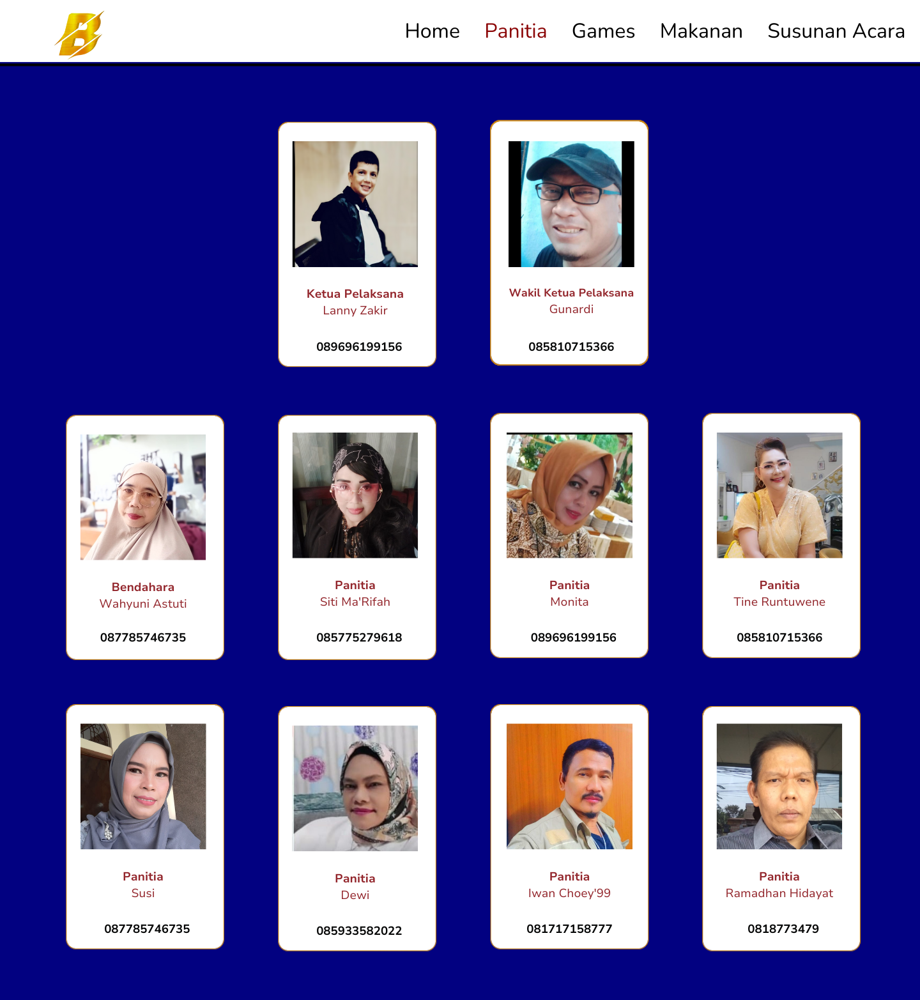 B
Home Panitia Games Makanan Susunan Acara
Ketua Pelaksana
Lanny Zakir
089696199156
Wakil Ketua Pelaksana
Gunardi
085810715366
Bendahara
Wahyuni Astuti
087785746735
Panitia
Siti Ma'Rifah
085775279618
Panitia
Monita
089696199156
Panitia
Tine Runtuwene
085810715366
Panitia
Susi
087785746735
Panitia
Dewi
085933582022
Panitia
Iwan Choey'99
081717158777
Panitia
Ramadhan Hidayat
0818773479